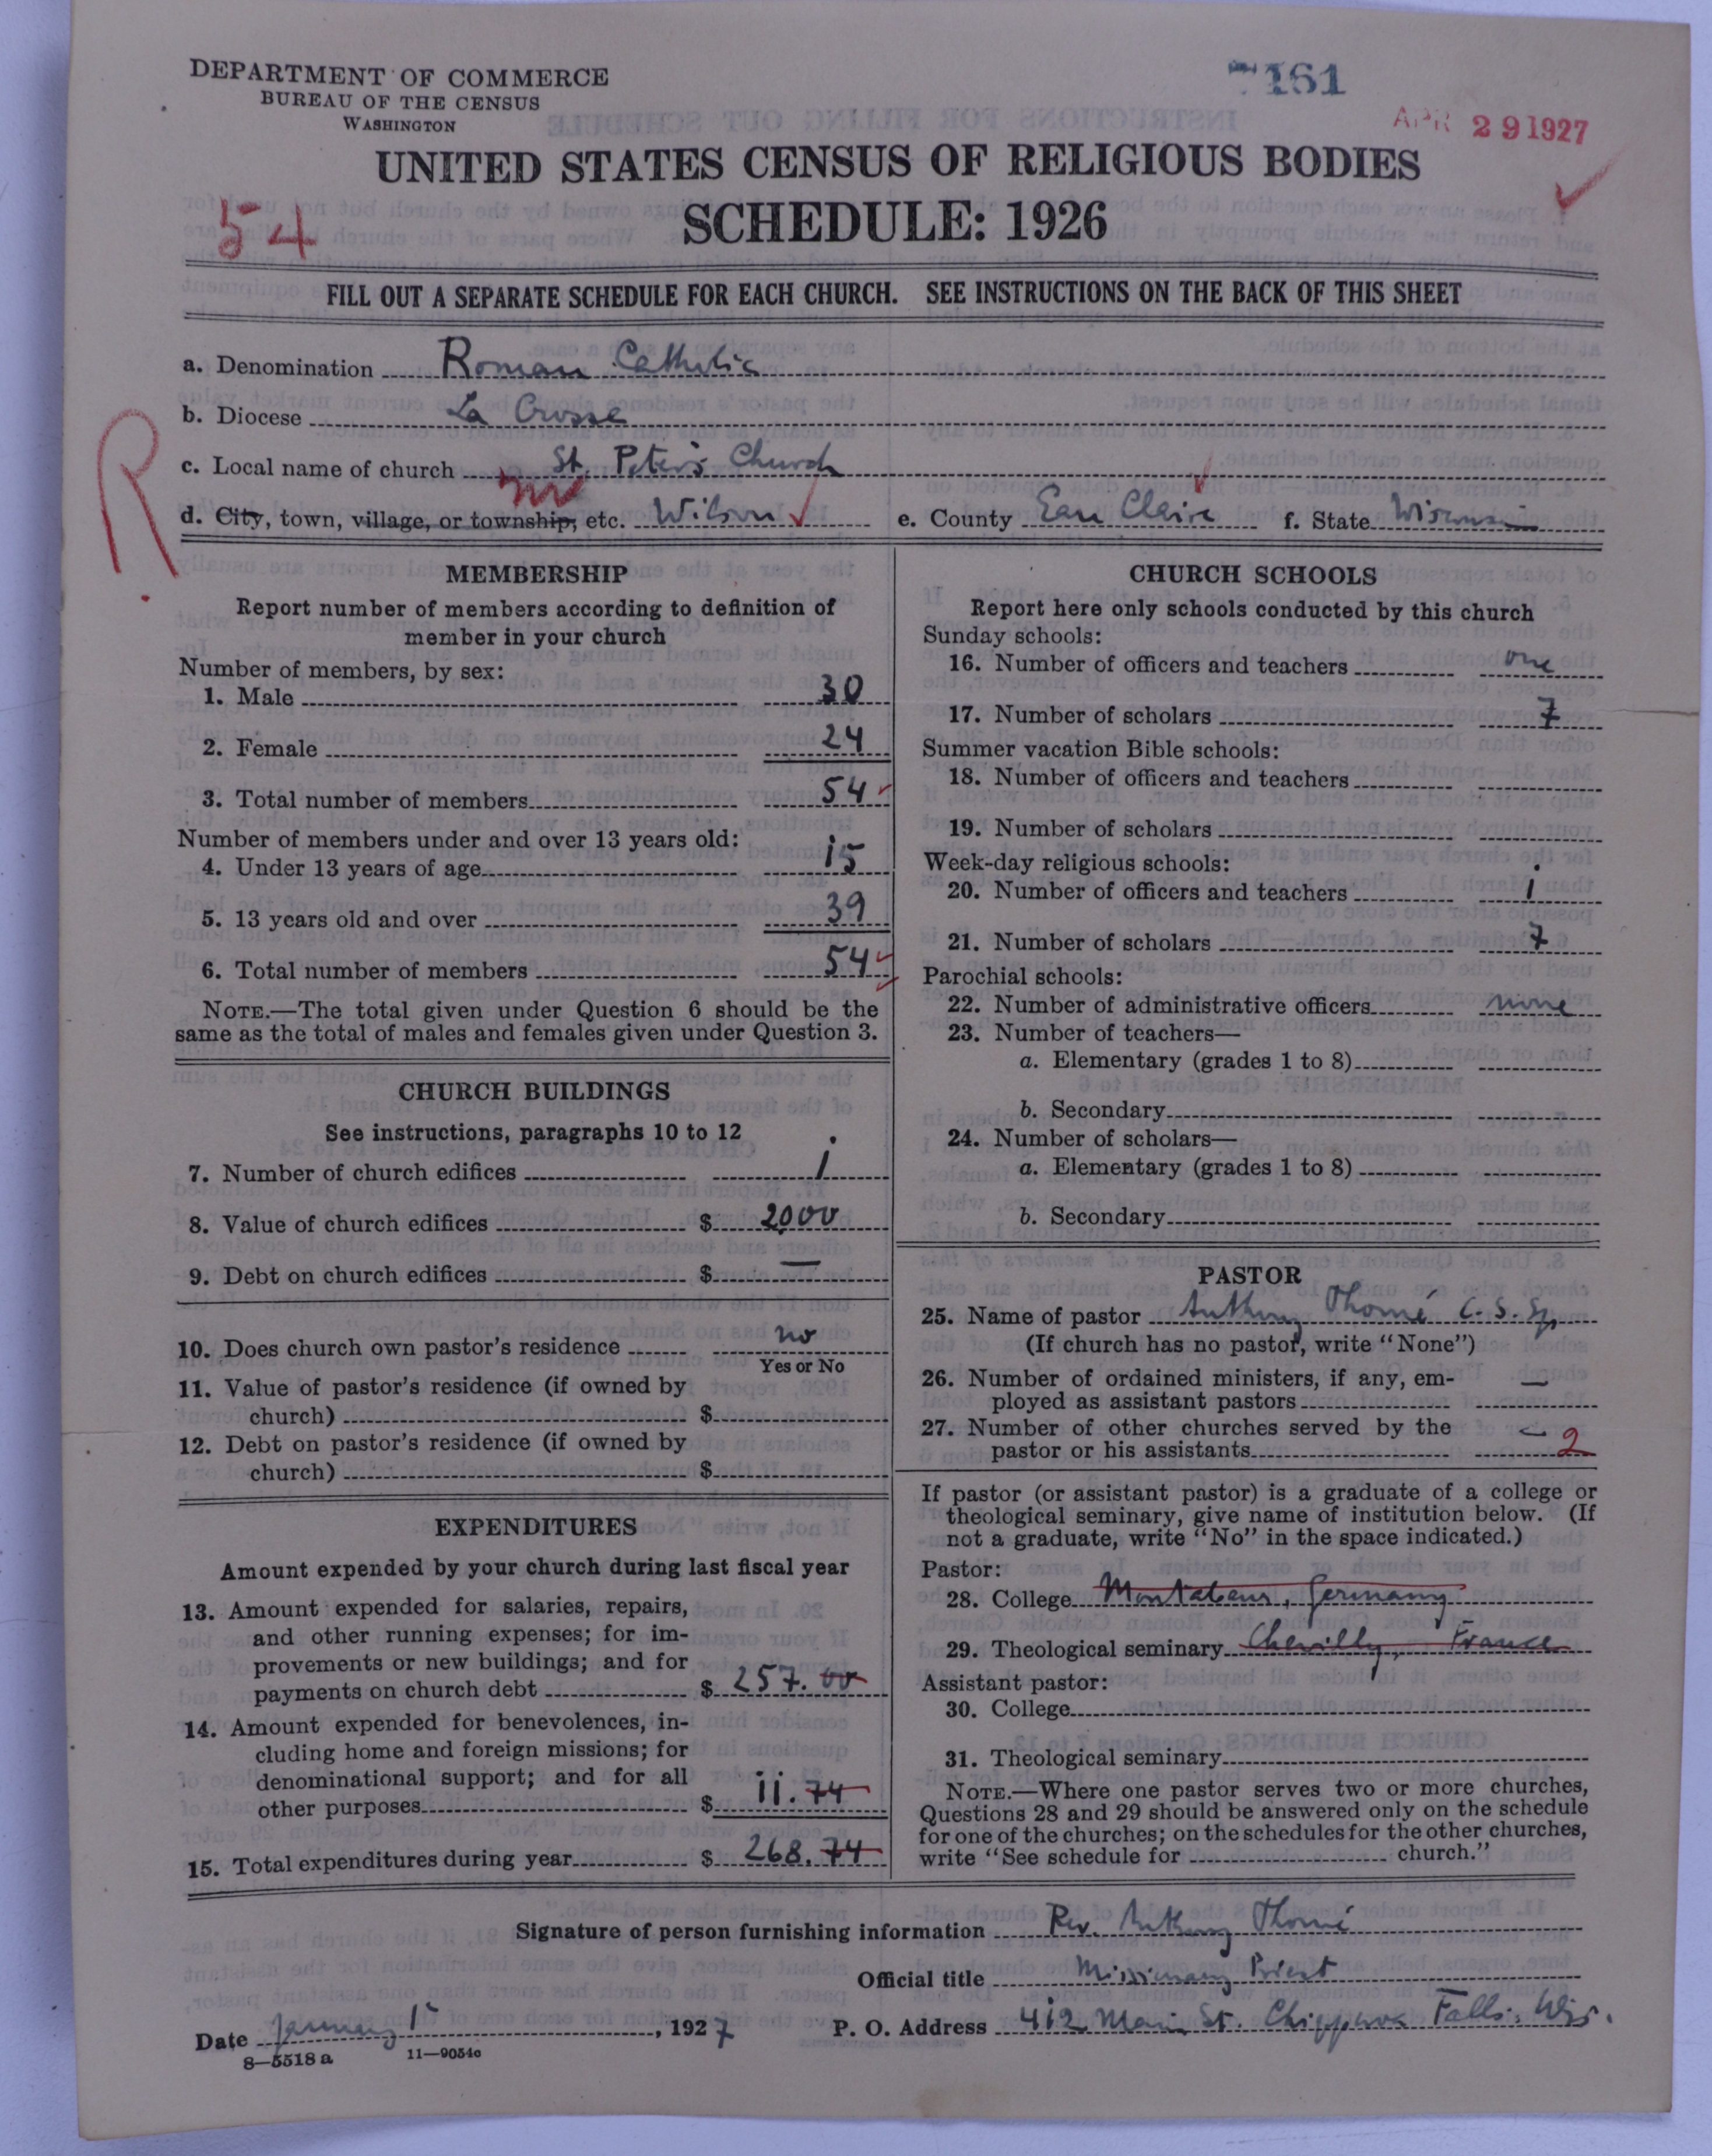 DEPARTMENT OF COMMERCE
BUREAU OF THE CENSUS
WASHINGTON
7161
APR 29 1927
UNITED STATES CENSUS OF RELIGIOUS BODIES
54
SCHEDULE: 1926
FILL OUT A SEPARATE SCHEDULE FOR EACH CHURCH. SEE INSTRUCTIONS ON THE BACK OF THIS SHEET
a. Denomination Roman Catholic
b. Diocese La Crosse
R
c. Local name of church St. Peter's Church
d. City, town, village, or township, etc. Wilson e. County Eau Claire f. State Wisconsin
MEMBERSHIP
Report number of members according to definition of
member in your church
Number of members, by sex:
1. Male 30
2. Female 24
3. Total number of members 54
Number of members under and over 13 years old:
4. Under 13 years of age 15
5. 13 years old and over 39
6. Total number of members 54
NOTE.—The total given under Question 6 should be the
same as the total of males and females given under Question 3.
CHURCH BUILDINGS
See instructions, paragraphs 10 to 12
7. Number of church edifices 1
8. Value of church edifices $ 2000
9. Debt on church edifices $ —
10. Does church own pastor's residence no
Yes or No
11. Value of pastor's residence (if owned by
church) $
12. Debt on pastor's residence (if owned by
church) $
EXPENDITURES
Amount expended by your church during last fiscal year
13. Amount expended for salaries, repairs,
and other running expenses; for im-
provements or new buildings; and for
payments on church debt $ 257.00
14. Amount expended for benevolences, in-
cluding home and foreign missions; for
denominational support; and for all
other purposes $ 11.74
15. Total expenditures during year $ 268.74
CHURCH SCHOOLS
Report here only schools conducted by this church
Sunday schools:
16. Number of officers and teachers one
17. Number of scholars 7
Summer vacation Bible schools:
18. Number of officers and teachers
19. Number of scholars
Week-day religious schools:
20. Number of officers and teachers 1
21. Number of scholars 7
Parochial schools:
22. Number of administrative officers none
23. Number of teachers—
a. Elementary (grades 1 to 8)
b. Secondary
24. Number of scholars—
a. Elementary (grades 1 to 8)
b. Secondary
PASTOR
25. Name of pastor Anthony Thomé C. S. Sp.
(If church has no pastor, write "None")
26. Number of ordained ministers, if any, em-
ployed as assistant pastors —
27. Number of other churches served by the
pastor or his assistants — 2
If pastor (or assistant pastor) is a graduate of a college or
theological seminary, give name of institution below. (If
not a graduate, write "No" in the space indicated.)
Pastor:
28. College Montabaur, Germany
29. Theological seminary Chevilly, France
Assistant pastor:
30. College
31. Theological seminary
NOTE.—Where one pastor serves two or more churches,
Questions 28 and 29 should be answered only on the schedule
for one of the churches; on the schedules for the other churches,
write "See schedule for church."
Signature of person furnishing information Rev. Anthony Thomé
Official title Missionary Priest
Date January 15, 1927 P. O. Address 412 Main St. Chippewa Falls, Wis.
8—5518 a 11—9054c